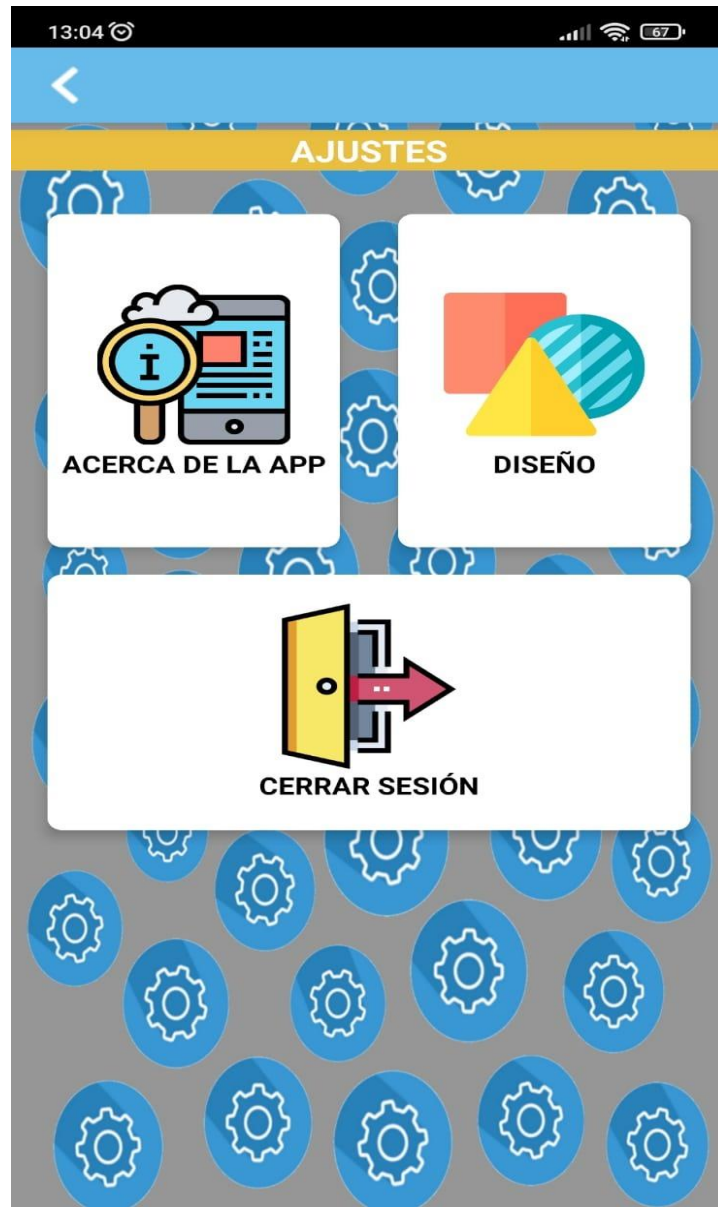 13:04
67
AJUSTES
i
ACERCA DE LA APP
DISEÑO
CERRAR SESIÓN